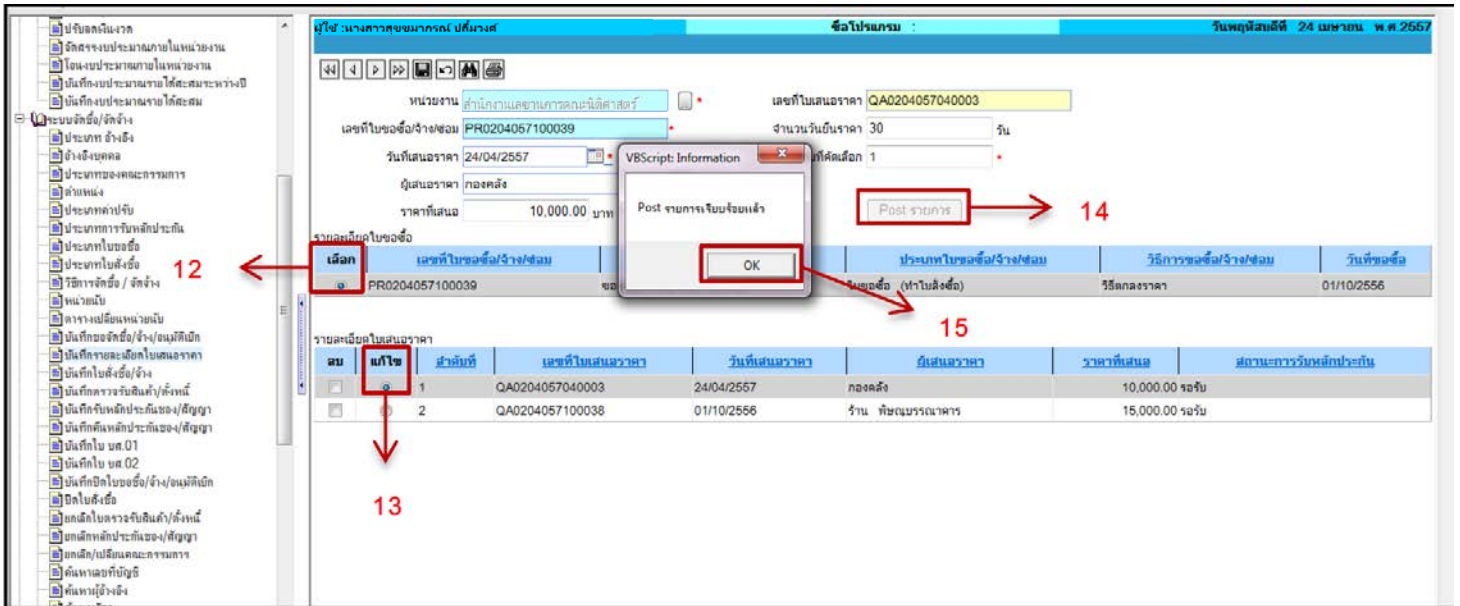 ผู้ใช้ :นางสาวสุขขมาภรณ์ ปลื้มวงศ์ ชื่อโปรแกรม : วันพฤหัสบดีที่ 24 เมษายน พ.ศ.2557
ปรับลดเงินงวด
จัดสรรงบประมาณภายในหน่วยงาน
โอนงบประมาณภายในหน่วยงาน
บันทึกงบประมาณรายได้สะสมระหว่างปี
บันทึกงบประมาณรายได้สะสม
ระบบจัดซื้อ/จัดจ้าง
ประเภท อ้างอิง
อ้างอิงบุคคล
ประเภทของคณะกรรมการ
ตำแหน่ง
ประเภทค่าปรับ
ประเภทการรับหลักประกัน
ประเภทใบขอซื้อ
ประเภทใบสั่งซื้อ
วิธีการจัดซื้อ / จัดจ้าง
หน่วยนับ
ตารางเปลี่ยนหน่วยนับ
บันทึกขอจัดซื้อ/จ้าง/อนุมัติเบิก
บันทึกรายละเอียดใบเสนอราคา
บันทึกใบสั่งซื้อ/จ้าง
บันทึกตรวจรับสินค้า/ตั้งหนี้
บันทึกรับหลักประกันซอง/สัญญา
บันทึกคืนหลักประกันซอง/สัญญา
บันทึกใบ บศ.01
บันทึกใบ บศ.02
บันทึกปิดใบขอซื้อ/จ้าง/อนุมัติเบิก
ปิดใบสั่งซื้อ
ยกเลิกใบตรวจรับสินค้า/ตั้งหนี้
ยกเลิกหลักประกันซอง/สัญญา
ยกเลิก/เปลี่ยนคณะกรรมการ
ค้นหาเลขที่บัญชี
ค้นหาผู้อ้างอิง
หน่วยงาน สำนักงานเลขานุการคณะนิติศาสตร์ * เลขที่ใบเสนอราคา QA0204057040003
เลขที่ใบขอซื้อ/จ้าง/ซ่อม PR0204057100039 * จำนวนวันยืนราคา 30 วัน
วันที่เสนอราคา 24/04/2557 * ที่คัดเลือก 1 *
ผู้เสนอราคา กองคลัง
ราคาที่เสนอ 10,000.00 บาท Post รายการ
VBScript: Information
Post รายการเรียบร้อยแล้ว
OK
14
รายละเอียดใบขอซื้อ
เลือก เลขที่ใบขอซื้อ/จ้าง/ซ่อม ประเภทใบขอซื้อ/จ้าง/ซ่อม วิธีการขอซื้อ/จ้าง/ซ่อม วันที่ขอซื้อ
PR0204057100039 ใบขอซื้อ (ทำใบสั่งซื้อ) วิธีตกลงราคา 01/10/2556
12
15
รายละเอียดใบเสนอราคา
ลบ แก้ไข ลำดับที่ เลขที่ใบเสนอราคา วันที่เสนอราคา ผู้เสนอราคา ราคาที่เสนอ สถานะการรับหลักประกัน
1 QA0204057040003 24/04/2557 กองคลัง 10,000.00 รอรับ
2 QA0204057100038 01/10/2556 ร้าน พิษณุบรรณาคาร 15,000.00 รอรับ
13